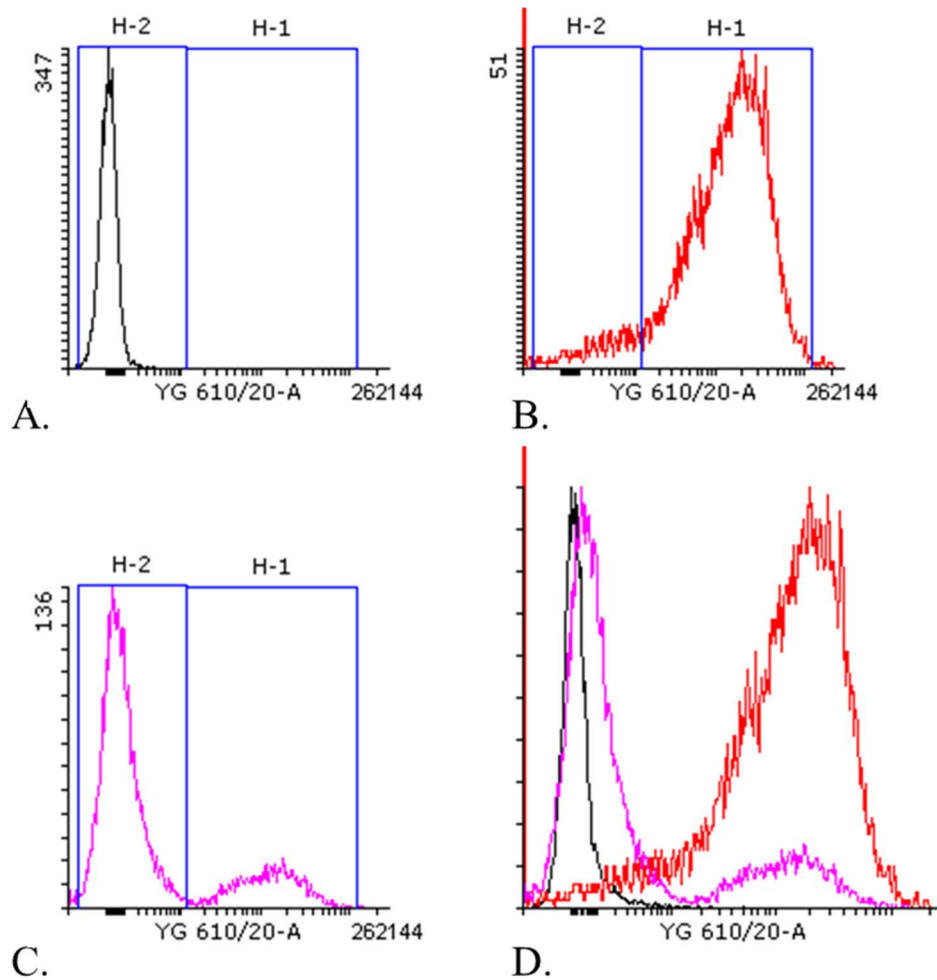 H-2 H-1
347
YG 610/20-A 262144
A.
H-2 H-1
51
YG 610/20-A 262144
B.
H-2 H-1
136
YG 610/20-A 262144
C.
YG 610/20-A
D.